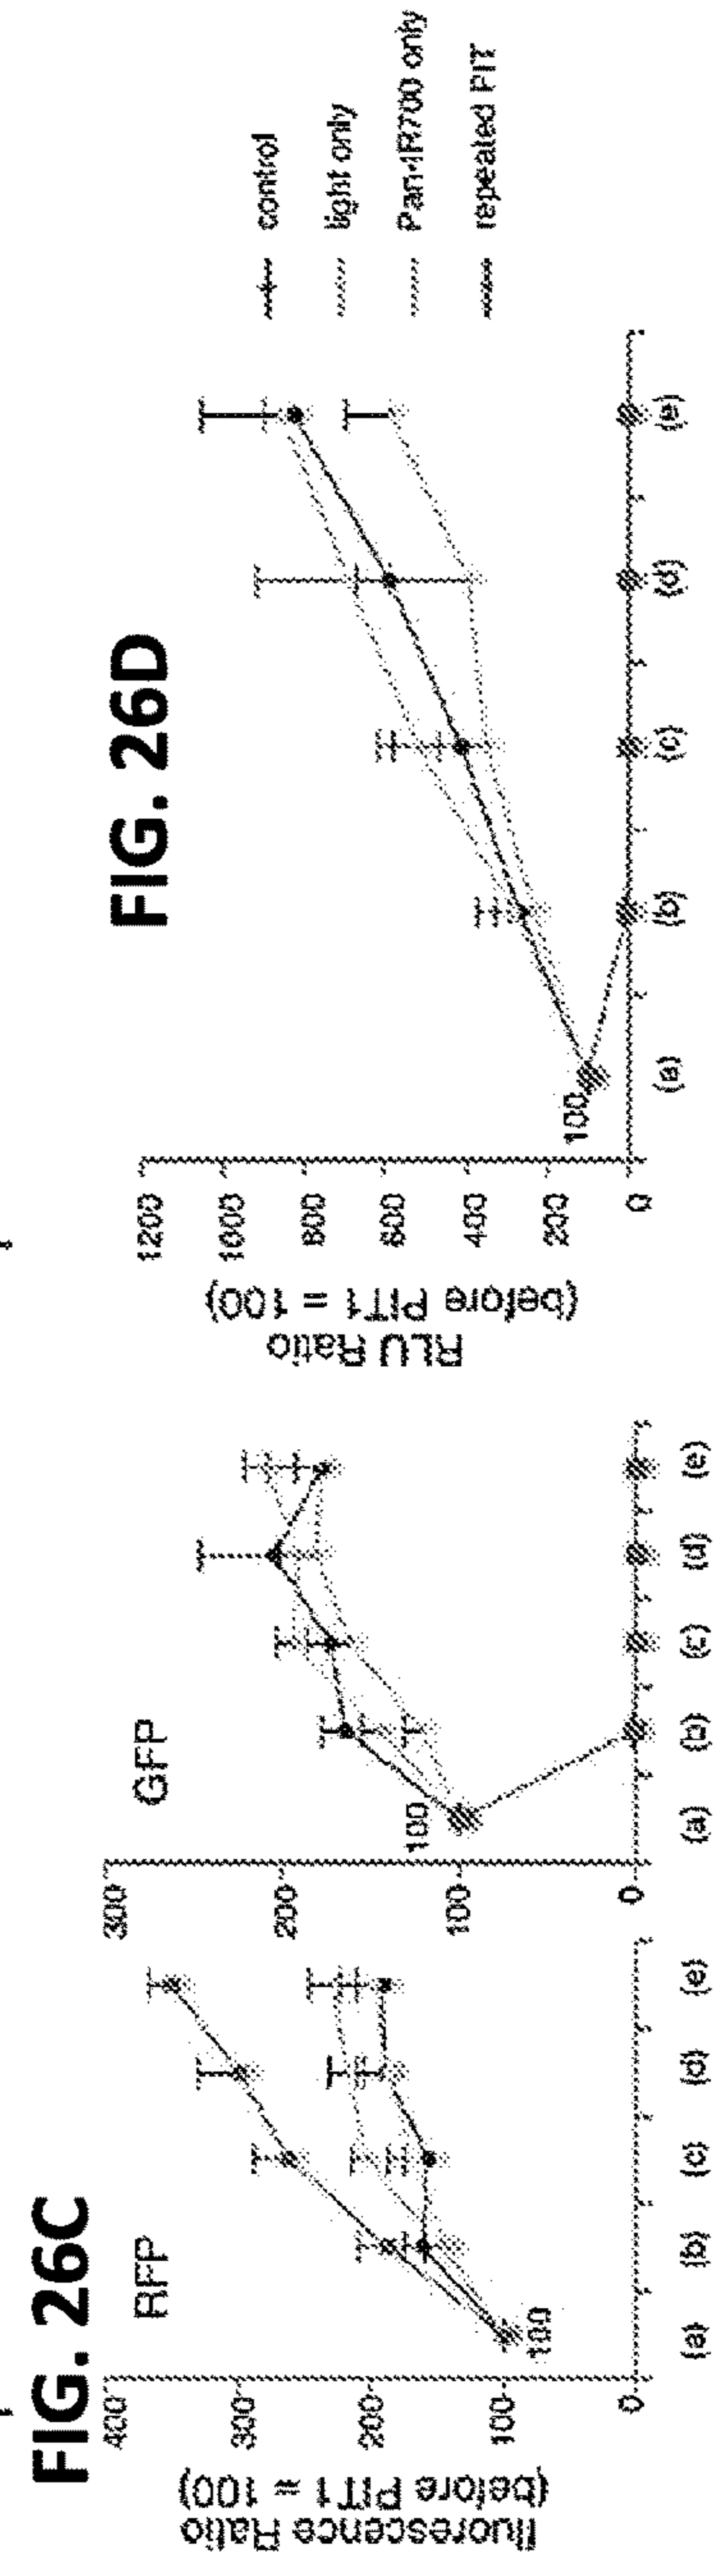 FIG. 26C
RFP
GFP
fluorescence Ratio
(before PIT1 = 100)
400
300
200
100
0
100
(a) (b) (c) (d) (e)
300
200
100
0
100
(a) (b) (c) (d) (e)
FIG. 26D
RLU Ratio
(before PIT1 = 100)
1200
1000
800
600
400
200
0
100
(a) (b) (c) (d) (e)
control
light only
Pan-IR700 only
repeated PIT